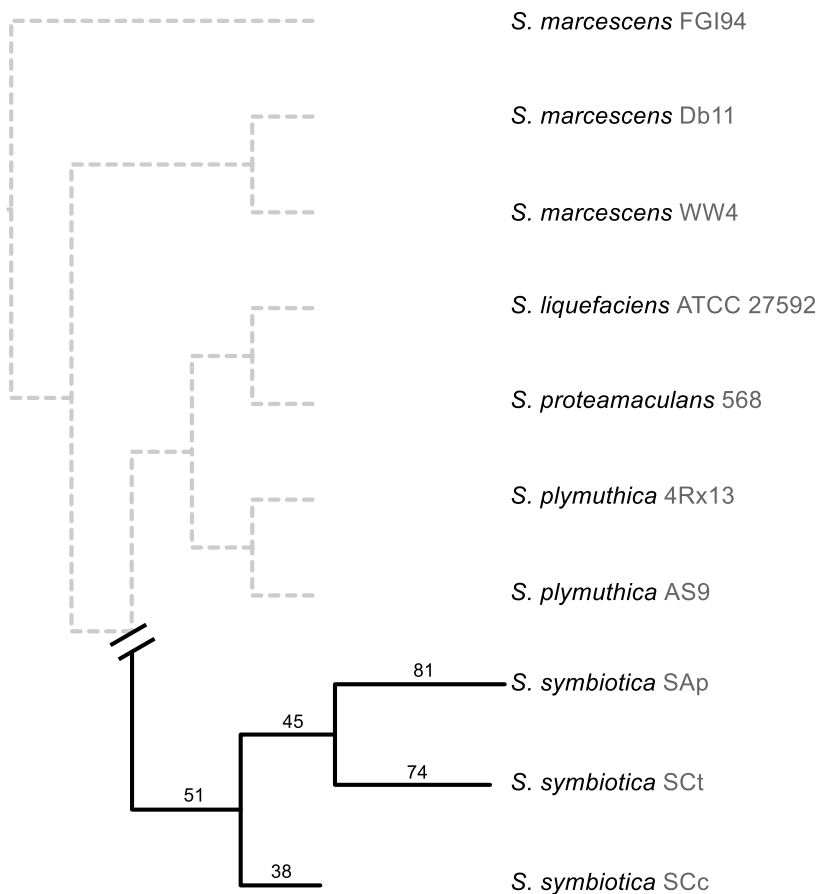 S. marcescens FGI94
S. marcescens Db11
S. marcescens WW4
S. liquefaciens ATCC 27592
S. proteamaculans 568
S. plymuthica 4Rx13
S. plymuthica AS9
81
S. symbiotica SAp
45
74
S. symbiotica SCt
51
38
S. symbiotica SCc